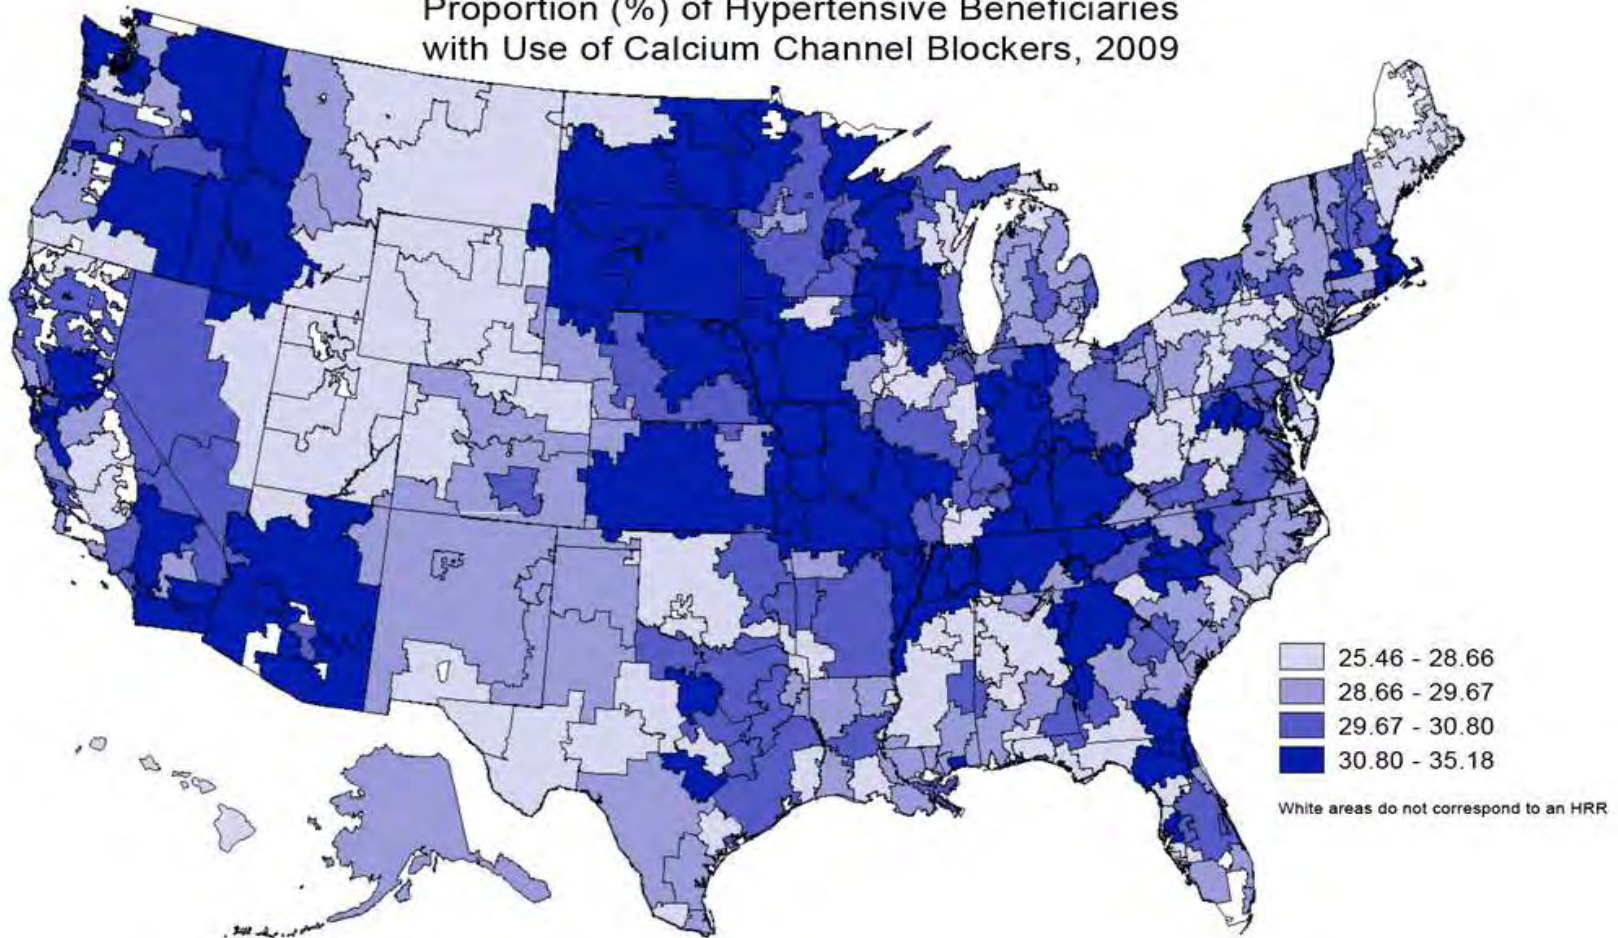 Proportion (%) of Hypertensive Beneficiaries
with Use of Calcium Channel Blockers, 2009
25.46 - 28.66
28.66 - 29.67
29.67 - 30.80
30.80 - 35.18
White areas do not correspond to an HRR